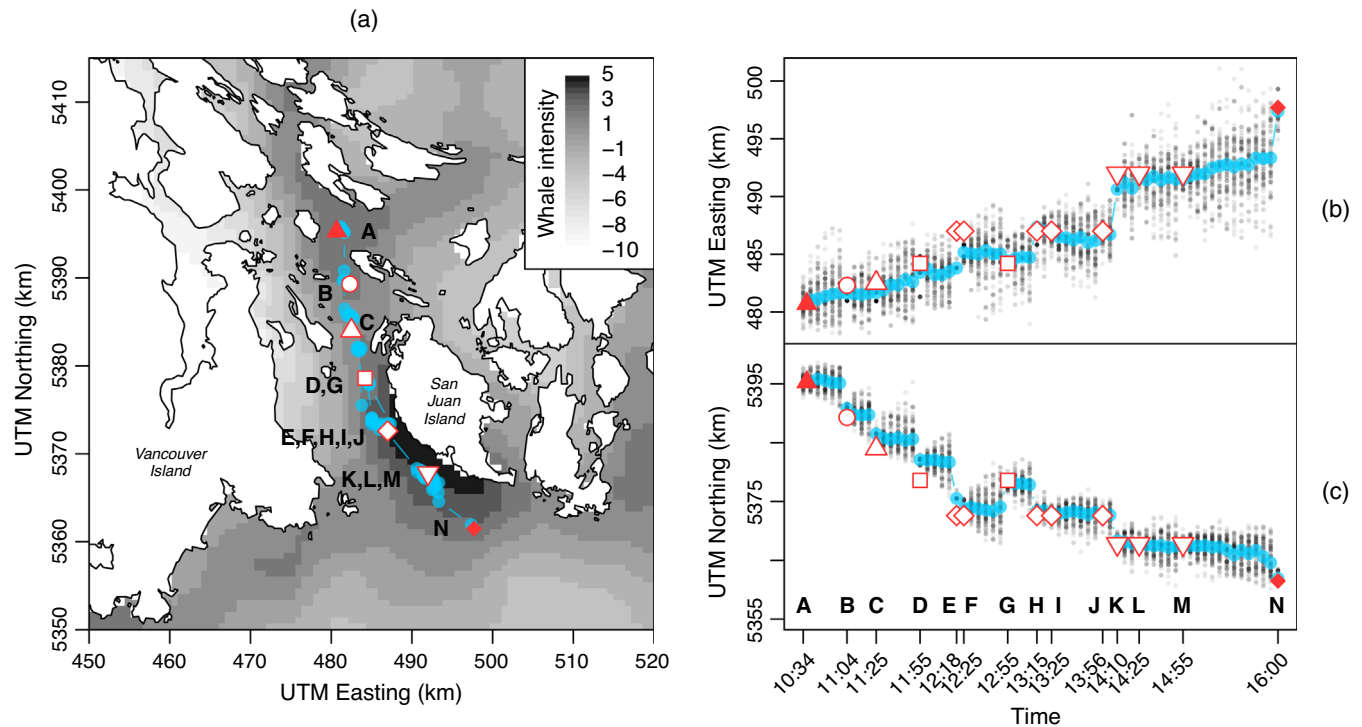 (a)
5350 5360 5370 5380 5390 5400 5410
UTM Northing (km)
450 460 470 480 490 500 510 520
UTM Easting (km)
Whale intensity
5
3
1
−1
−4
−6
−8
−10
A
B
C
D,G
E,F,H,I,J
K,L,M
N
San
Juan
Island
Vancouver
Island
(b)
480 485 490 495 500
UTM Easting (km)
(c)
5355 5375 5395
UTM Northing (km)
A B C D E F G H I J K L M N
10:34 11:04 11:25 11:55 12:18 12:25 12:55 13:15 13:25 13:56 14:10 14:25 14:55 16:00
Time